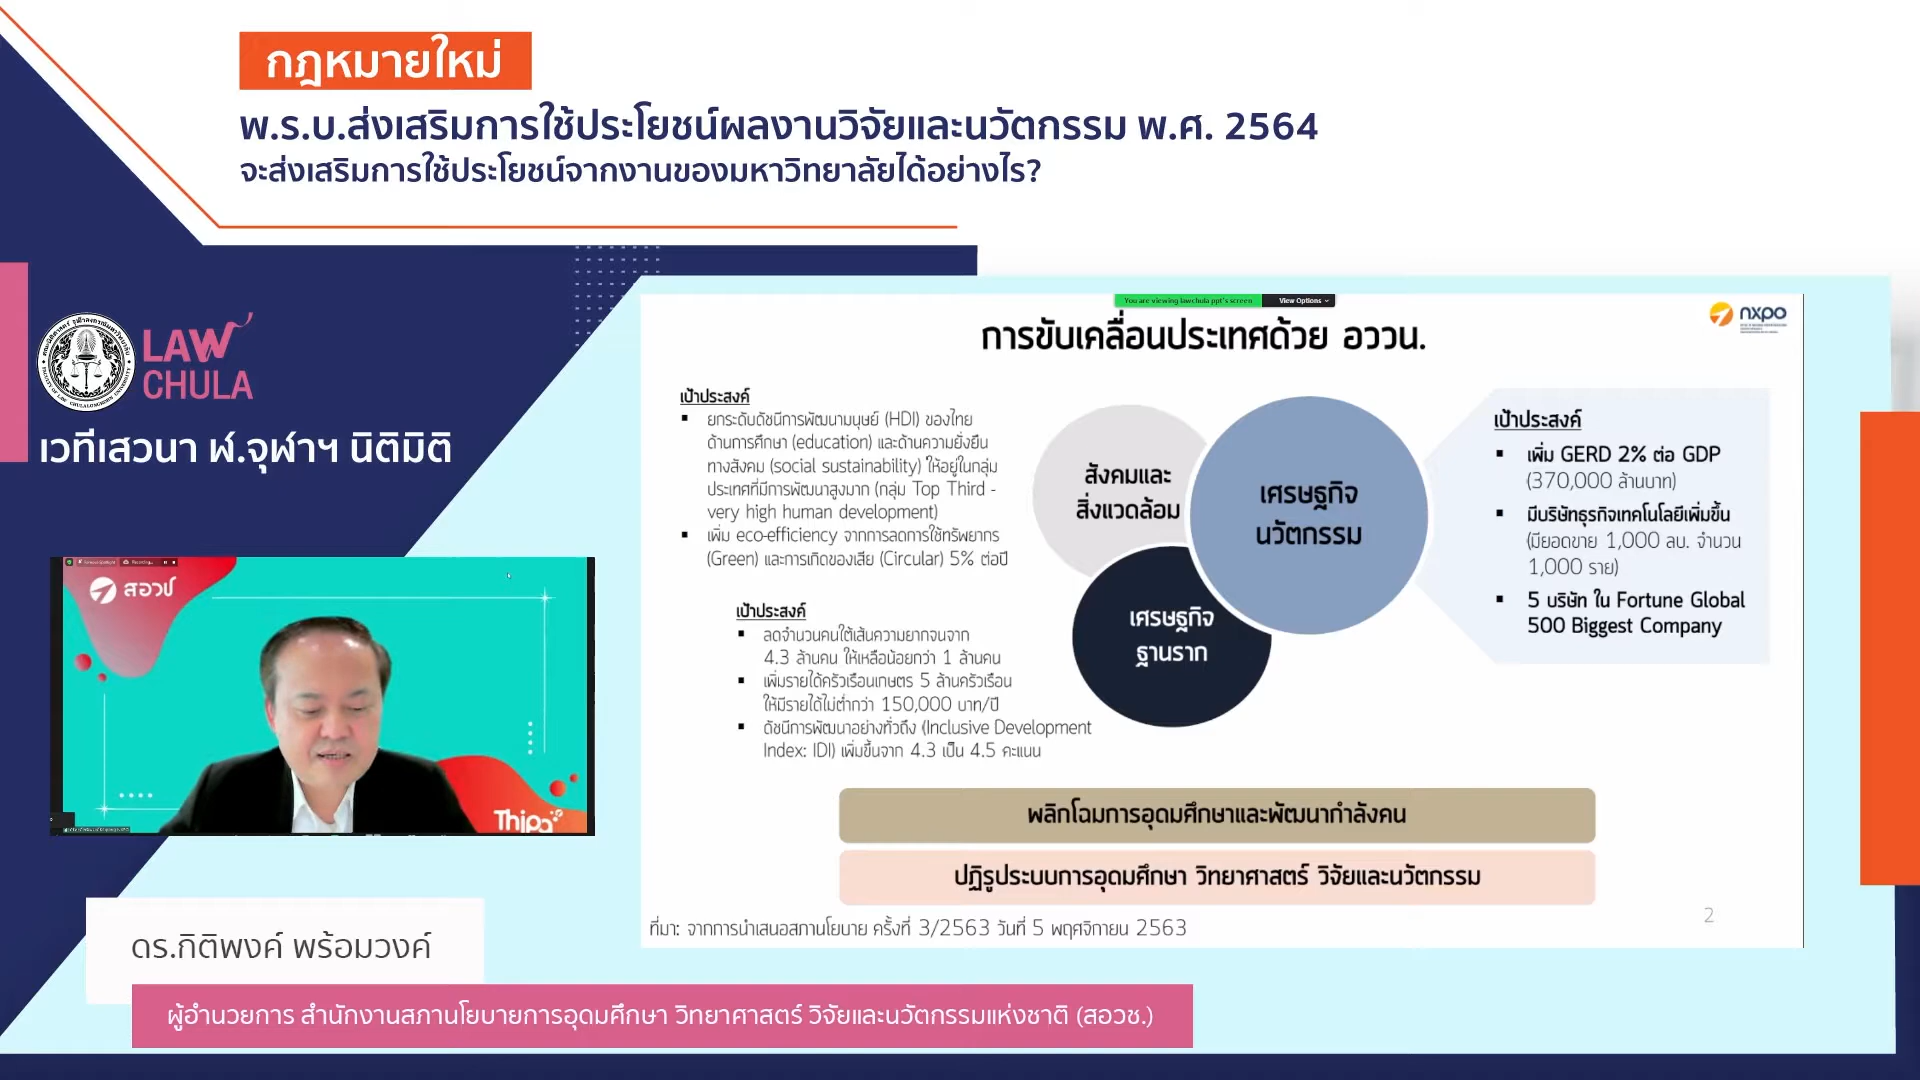 กฎหมายใหม่
พ.ร.บ.ส่งเสริมการใช้ประโยชน์ผลงานวิจัยและนวัตกรรม พ.ศ. 2564
จะส่งเสริมการใช้ประโยชน์จากงานของมหาวิทยาลัยได้อย่างไร?
LAW
CHULA
เวทีเสวนา ฬ.จุฬาฯ นิติมิติ
สอวช
Thipa
ดร.กิติพงค์ พร้อมวงค์
ผู้อำนวยการ สำนักงานสภานโยบายการอุดมศึกษา วิทยาศาสตร์ วิจัยและนวัตกรรมแห่งชาติ (สอวช.)
You are viewing lawchula ppt's screen
View Options
nxpo
การขับเคลื่อนประเทศด้วย อววน.
เป้าประสงค์
▪ ยกระดับดัชนีการพัฒนามนุษย์ (HDI) ของไทย
ด้านการศึกษา (education) และด้านความยั่งยืน
ทางสังคม (social sustainability) ให้อยู่ในกลุ่ม
ประเทศที่มีการพัฒนาสูงมาก (กลุ่ม Top Third -
very high human development)
▪ เพิ่ม eco-efficiency จากการลดการใช้ทรัพยากร
(Green) และการเกิดของเสีย (Circular) 5% ต่อปี
เป้าประสงค์
▪ ลดจำนวนคนใต้เส้นความยากจนจาก
4.3 ล้านคน ให้เหลือน้อยกว่า 1 ล้านคน
▪ เพิ่มรายได้ครัวเรือนเกษตร 5 ล้านครัวเรือน
ให้มีรายได้ไม่ต่ำกว่า 150,000 บาท/ปี
▪ ดัชนีการพัฒนาอย่างทั่วถึง (Inclusive Development
Index: IDI) เพิ่มขึ้นจาก 4.3 เป็น 4.5 คะแนน
สังคมและ
สิ่งแวดล้อม
เศรษฐกิจ
นวัตกรรม
เศรษฐกิจ
ฐานราก
เป้าประสงค์
▪ เพิ่ม GERD 2% ต่อ GDP
(370,000 ล้านบาท)
▪ มีบริษัทธุรกิจเทคโนโลยีเพิ่มขึ้น
(มียอดขาย 1,000 ลบ. จำนวน
1,000 ราย)
▪ 5 บริษัท ใน Fortune Global
500 Biggest Company
พลิกโฉมการอุดมศึกษาและพัฒนากำลังคน
ปฏิรูประบบการอุดมศึกษา วิทยาศาสตร์ วิจัยและนวัตกรรม
ที่มา: จากการนำเสนอสภานโยบาย ครั้งที่ 3/2563 วันที่ 5 พฤศจิกายน 2563
2